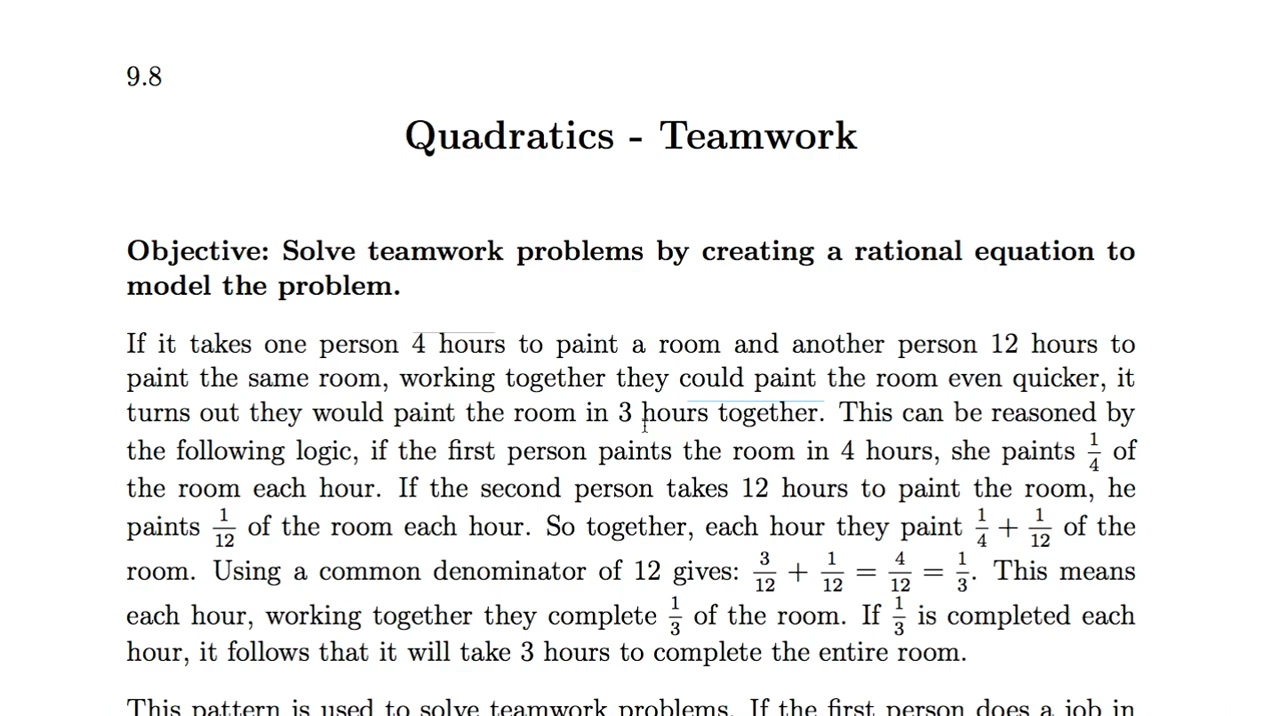 9.8
Quadratics - Teamwork
Objective: Solve teamwork problems by creating a rational equation to
model the problem.
If it takes one person 4 hours to paint a room and another person 12 hours to
paint the same room, working together they could paint the room even quicker, it
turns out they would paint the room in 3 hours together. This can be reasoned by
the following logic, if the first person paints the room in 4 hours, she paints 1/4 of
the room each hour. If the second person takes 12 hours to paint the room, he
paints 1/12 of the room each hour. So together, each hour they paint 1/4 + 1/12 of the
room. Using a common denominator of 12 gives: 3/12 + 1/12 = 4/12 = 1/3. This means
each hour, working together they complete 1/3 of the room. If 1/3 is completed each
hour, it follows that it will take 3 hours to complete the entire room.
This pattern is used to solve teamwork problems. If the first person does a job in